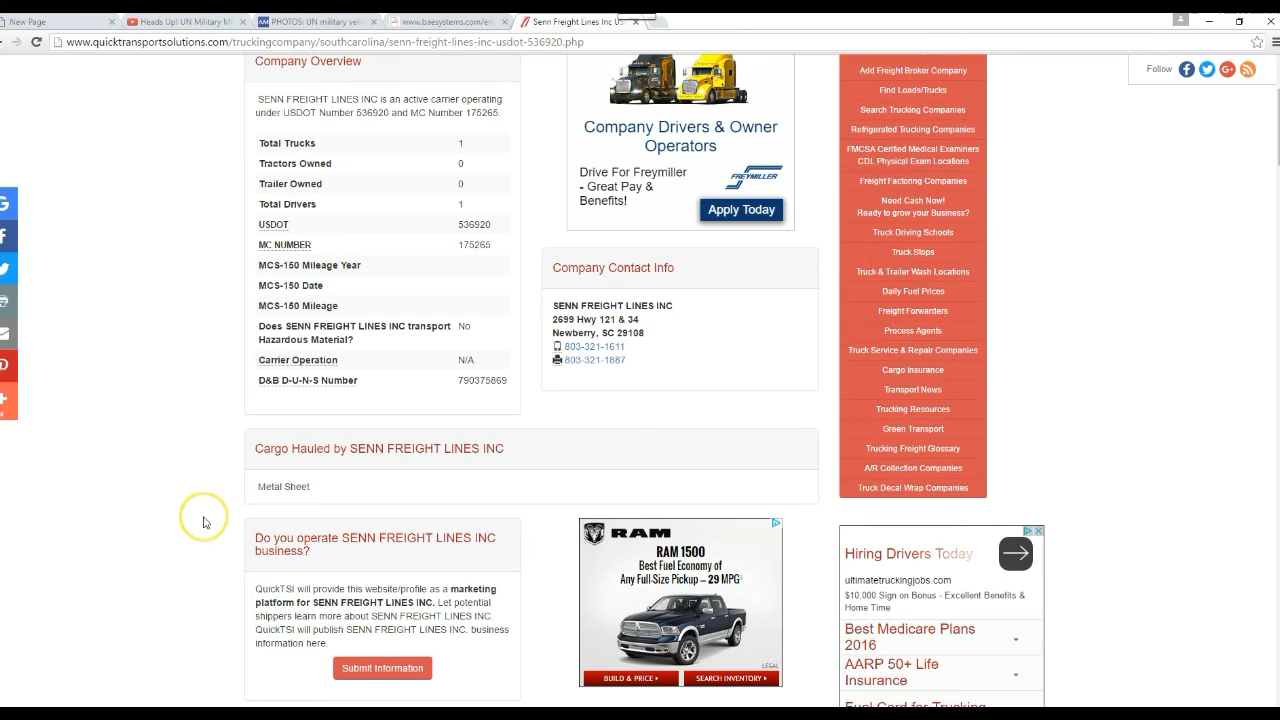 New Page
Heads Up! UN Military M
PHOTOS: UN military vehi
www.baesystems.com/en/
Senn Freight Lines Inc US
www.quicktransportsolutions.com/truckingcompany/southcarolina/senn-freight-lines-inc-usdot-536920.php
Company Overview
SENN FREIGHT LINES INC is an active carrier operating
under USDOT Number 536920 and MC Number 175265.
Total Trucks 1
Tractors Owned 0
Trailer Owned 0
Total Drivers 1
USDOT 536920
MC NUMBER 175265
MCS-150 Mileage Year
MCS-150 Date
MCS-150 Mileage
Does SENN FREIGHT LINES INC transport No
Hazardous Material?
Carrier Operation N/A
D&B D-U-N-S Number 790375869
Company Drivers & Owner
Operators
Drive For Freymiller
- Great Pay &
Benefits!
FREYMILLER
Apply Today
Company Contact Info
SENN FREIGHT LINES INC
2699 Hwy 121 & 34
Newberry, SC 29108
803-321-1611
803-321-1887
Cargo Hauled by SENN FREIGHT LINES INC
Metal Sheet
Do you operate SENN FREIGHT LINES INC
business?
QuickTSI will provide this website/profile as a marketing
platform for SENN FREIGHT LINES INC. Let potential
shippers learn more about SENN FREIGHT LINES INC.
QuickTSI will publish SENN FREIGHT LINES INC. business
information here.
Submit Information
RAM
RAM 1500
Best Fuel Economy of
Any Full-Size Pickup – 29 MPG
LEGAL
BUILD & PRICE
SEARCH INVENTORY
Add Freight Broker Company
Find Loads/Trucks
Search Trucking Companies
Refrigerated Trucking Companies
FMCSA Cerified Medical Examiners
CDL Physical Exam Locations
Freight Factoring Companies
Need Cash Now!
Ready to grow your Business?
Truck Driving Schools
Truck Stops
Truck & Trailer Wash Locations
Daily Fuel Prices
Freight Forwarders
Process Agents
Truck Service & Repair Companies
Cargo Insurance
Transport News
Trucking Resources
Green Transport
Trucking Freight Glossary
A/R Collection Companies
Truck Decal Wrap Companies
Follow
Hiring Drivers Today
ultimatetruckingjobs.com
$10,000 Sign on Bonus - Excellent Benefits &
Home Time
Best Medicare Plans
2016
AARP 50+ Life
Insurance
Fuel Card for Trucking